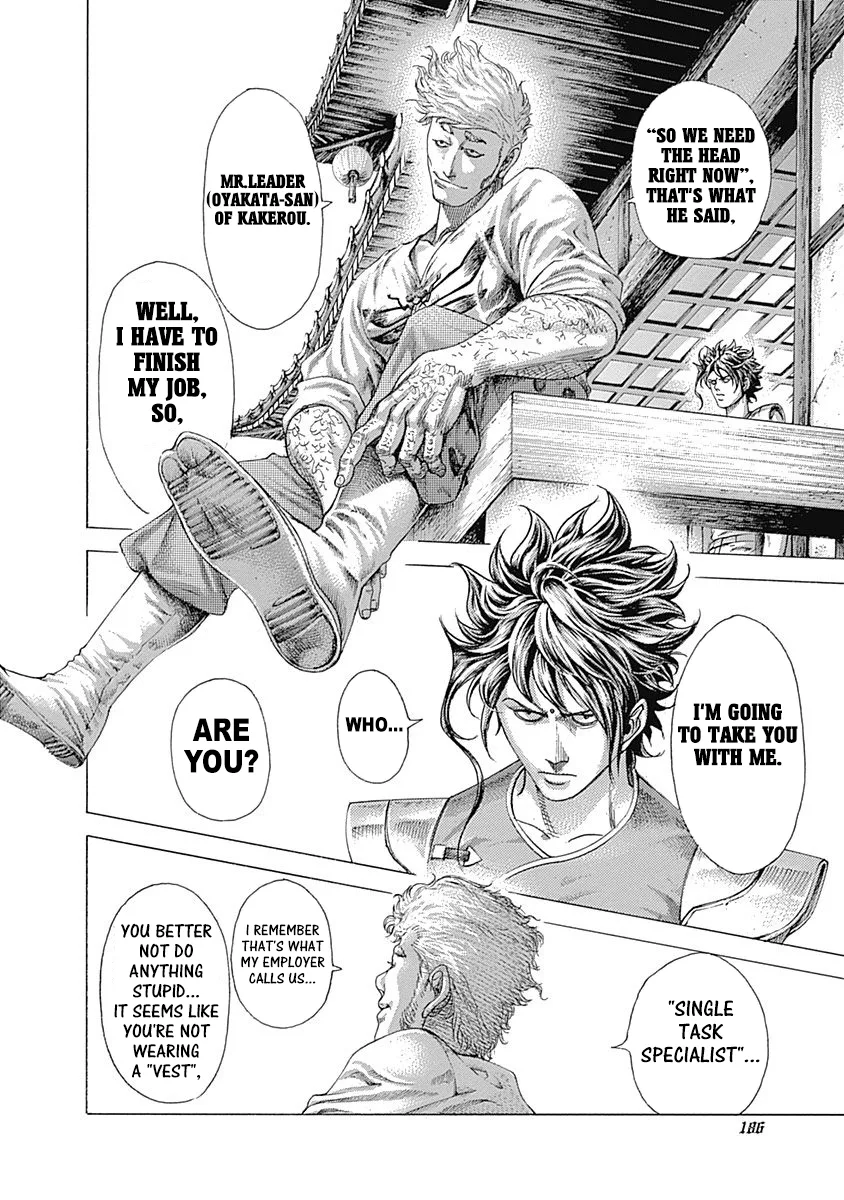 “SO WE NEED
THE HEAD
RIGHT NOW”,
THAT'S WHAT
HE SAID,
MR.LEADER
(OYAKATA-SAN)
OF KAKEROU.
WELL,
I HAVE TO
FINISH
MY JOB,
SO,
I'M GOING
TO TAKE YOU
WITH ME.
WHO...
ARE
YOU?
"SINGLE
TASK
SPECIALIST"...
I REMEMBER
THAT'S WHAT
MY EMPLOYER
CALLS US...
YOU BETTER
NOT DO
ANYTHING
STUPID...
IT SEEMS LIKE
YOU'RE NOT
WEARING
A "VEST",
186